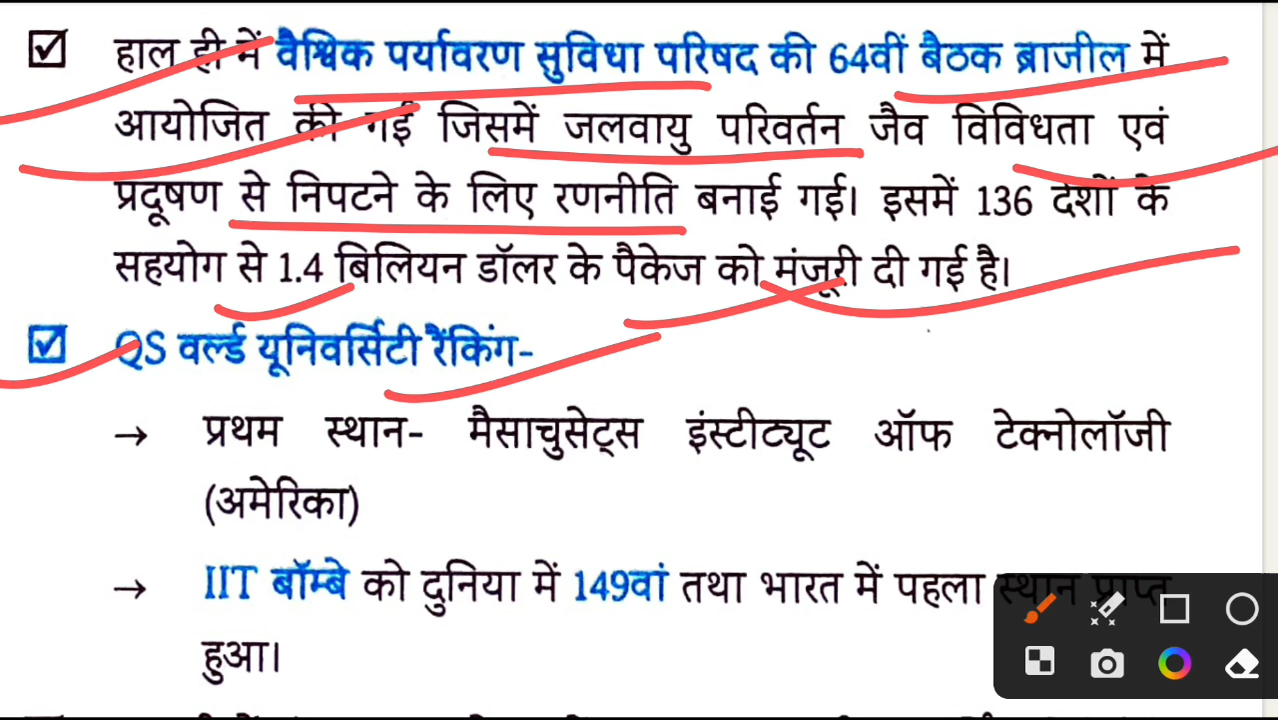 हाल ही में वैश्विक पर्यावरण सुविधा परिषद की 64वीं बैठक ब्राजील में
आयोजित की गई जिसमें जलवायु परिवर्तन जैव विविधता एवं
प्रदूषण से निपटने के लिए रणनीति बनाई गई। इसमें 136 देशों के
सहयोग से 1.4 बिलियन डॉलर के पैकेज को मंजूरी दी गई है।
QS वर्ल्ड यूनिवर्सिटी रैंकिंग-
→ प्रथम स्थान- मैसाचुसेट्स इंस्टीट्यूट ऑफ टेक्नोलॉजी
(अमेरिका)
→ IIT बॉम्बे को दुनिया में 149वां तथा भारत में पहला स्थान प्राप्त
हुआ।